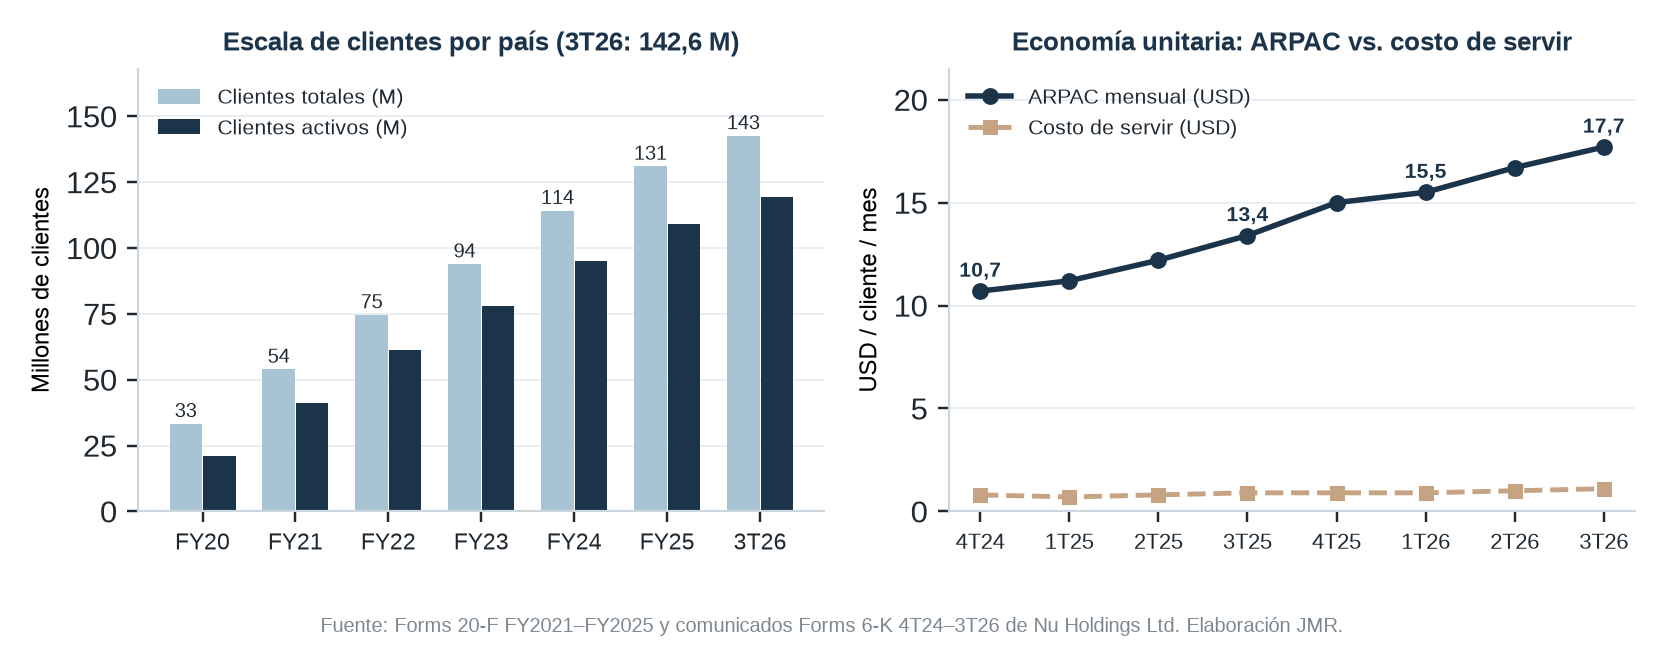 Escala de clientes por país (3T26: 142,6 M)
Clientes totales (M)
Clientes activos (M)
Millones de clientes
150
125
100
75
50
25
0
33
54
75
94
114
131
143
FY20
FY21
FY22
FY23
FY24
FY25
3T26
Economía unitaria: ARPAC vs. costo de servir
ARPAC mensual (USD)
Costo de servir (USD)
USD / cliente / mes
20
15
10
5
0
10,7
13,4
15,5
17,7
4T24
1T25
2T25
3T25
4T25
1T26
2T26
3T26
Fuente: Forms 20-F FY2021–FY2025 y comunicados Forms 6-K 4T24–3T26 de Nu Holdings Ltd. Elaboración JMR.